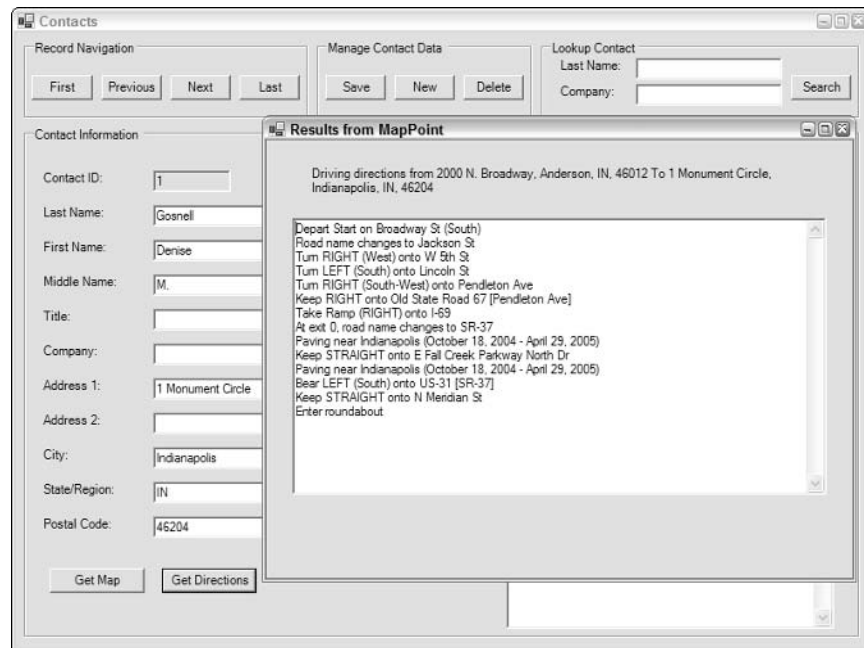 Contacts
Record Navigation
First Previous Next Last
Manage Contact Data
Save New Delete
Lookup Contact
Last Name:
Company:
Search
Contact Information
Contact ID: 1
Last Name: Gosnell
First Name: Denise
Middle Name: M.
Title:
Company:
Address 1: 1 Monument Circle
Address 2:
City: Indianapolis
State/Region: IN
Postal Code: 46204
Get Map Get Directions
Results from MapPoint
Driving directions from 2000 N. Broadway, Anderson, IN, 46012 To 1 Monument Circle,
Indianapolis, IN, 46204
Depart Start on Broadway St (South)
Road name changes to Jackson St
Turn RIGHT (West) onto W 5th St
Turn LEFT (South) onto Lincoln St
Turn RIGHT (South-West) onto Pendleton Ave
Keep RIGHT onto Old State Road 67 [Pendleton Ave]
Take Ramp (RIGHT) onto I-69
At exit 0, road name changes to SR-37
Paving near Indianapolis (October 18, 2004 - April 29, 2005)
Keep STRAIGHT onto E Fall Creek Parkway North Dr
Paving near Indianapolis (October 18, 2004 - April 29, 2005)
Bear LEFT (South) onto US-31 [SR-37]
Keep STRAIGHT onto N Meridian St
Enter roundabout